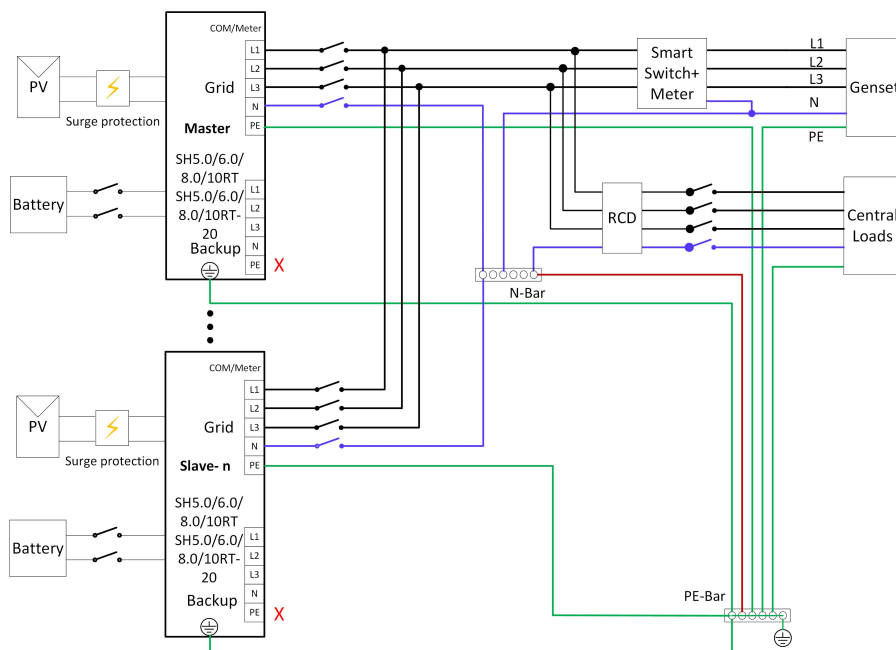 COM/Meter
L1
L2
L3
N
PE
Grid
Master
SH5.0/6.0/
8.0/10RT
SH5.0/6.0/
8.0/10RT-
20
Backup
L1
L2
L3
N
PE
X
PV
Surge protection
Battery
Smart
Switch+
Meter
L1
L2
L3
N
PE
Genset
RCD
Central
Loads
N-Bar
COM/Meter
L1
L2
L3
N
PE
Grid
Slave- n
SH5.0/6.0/
8.0/10RT
SH5.0/6.0/
8.0/10RT-
20
Backup
L1
L2
L3
N
PE
X
PV
Surge protection
Battery
PE-Bar